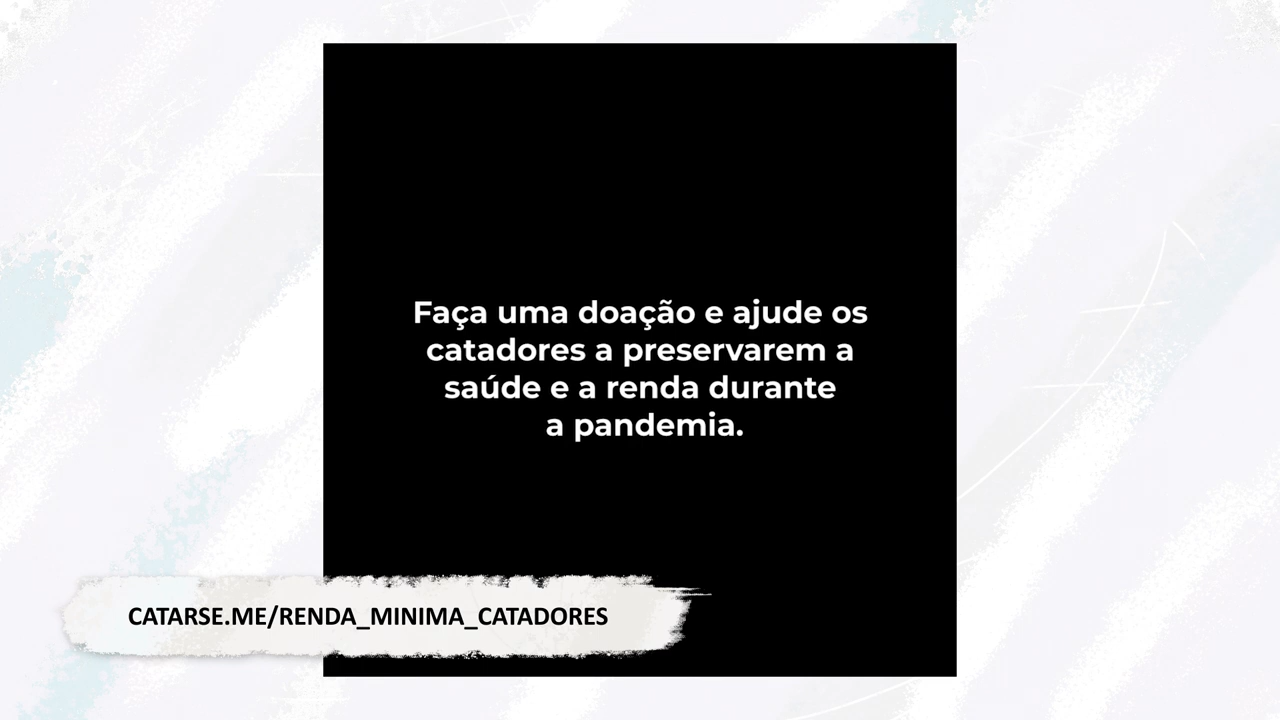 Faça uma doação e ajude os
catadores a preservarem a
saúde e a renda durante
a pandemia.
CATARSE.ME/RENDA_MINIMA_CATADORES